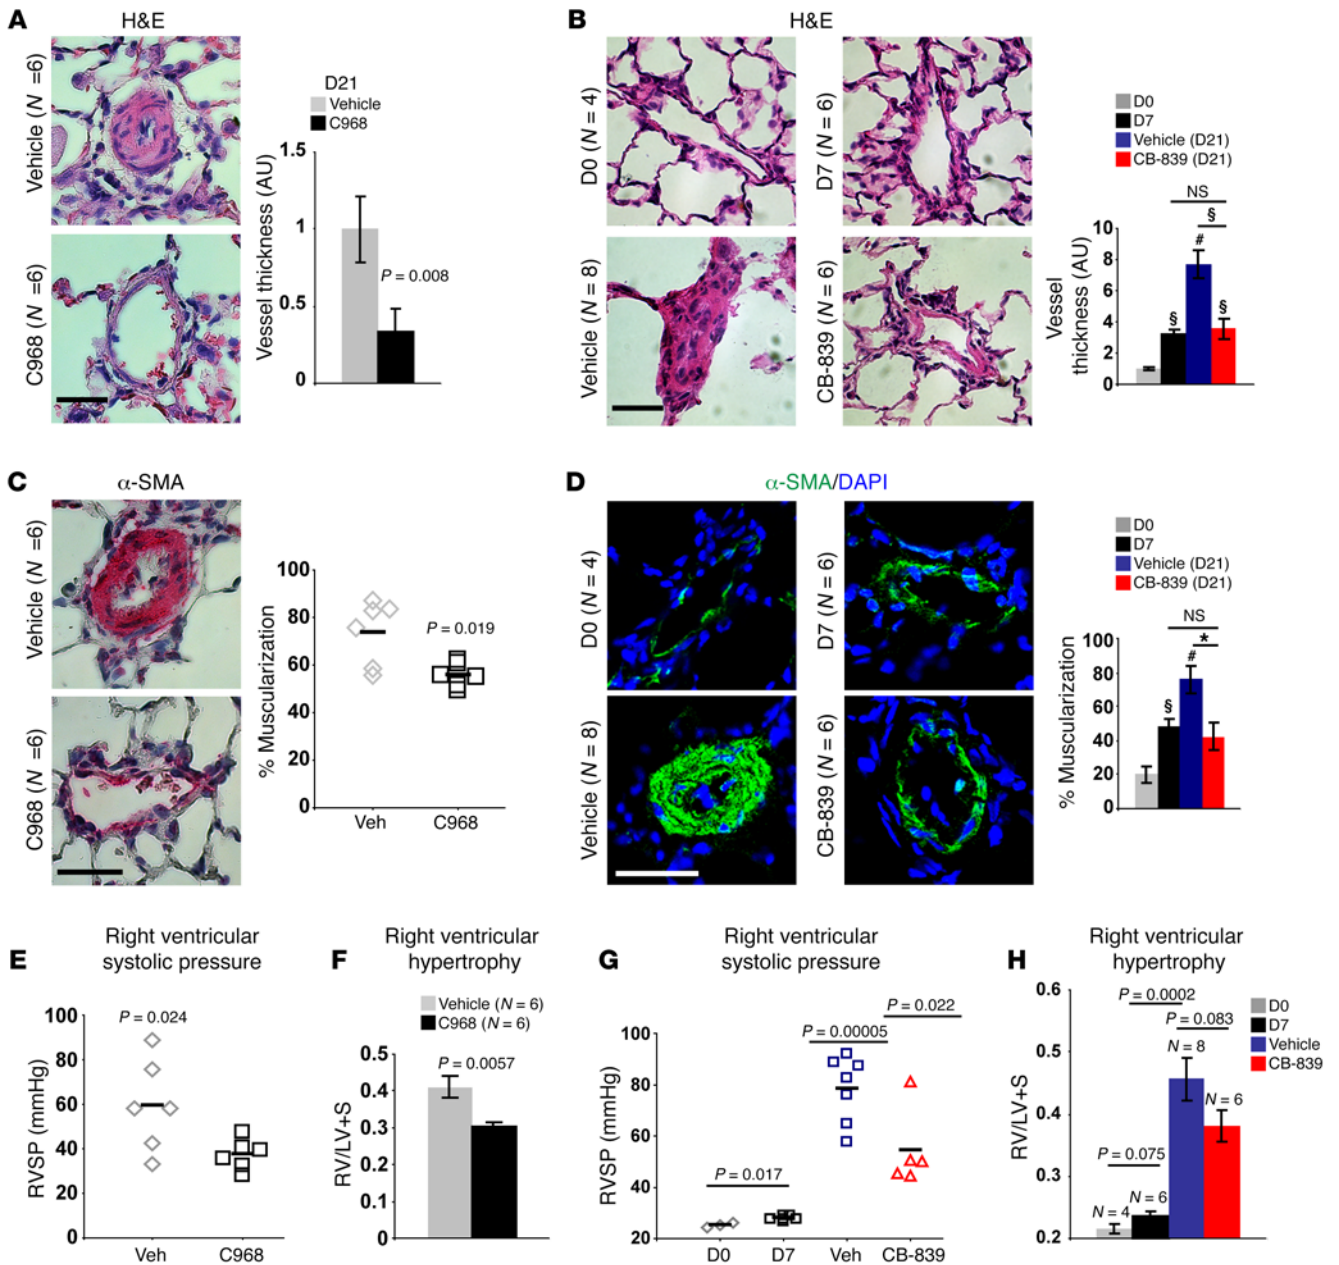 A
H&E
Vehicle (N =6)
C968 (N =6)
D21
Vehicle
C968
Vessel thickness (AU)
1.5
1
0.5
0
P = 0.008
B
H&E
D0 (N = 4)
D7 (N = 6)
Vehicle (N = 8)
CB-839 (N = 6)
D0
D7
Vehicle (D21)
CB-839 (D21)
Vessel
thickness (AU)
10
8
6
4
2
0
NS
§
#
§
§
C
α-SMA
Vehicle (N =6)
C968 (N =6)
% Muscularization
100
80
60
40
20
0
P = 0.019
Veh
C968
D
α-SMA/DAPI
D0 (N = 4)
D7 (N = 6)
Vehicle (N = 8)
CB-839 (N = 6)
D0
D7
Vehicle (D21)
CB-839 (D21)
% Muscularization
100
80
60
40
20
0
NS
*
#
§
E
Right ventricular
systolic pressure
RVSP (mmHg)
100
80
60
40
20
0
P = 0.024
Veh
C968
F
Right ventricular
hypertrophy
Vehicle (N = 6)
C968 (N = 6)
RV/LV+S
0.5
0.4
0.3
0.2
0.1
0
P = 0.0057
G
Right ventricular
systolic pressure
RVSP (mmHg)
100
80
60
40
20
P = 0.017
P = 0.00005
P = 0.022
D0
D7
Veh
CB-839
H
Right ventricular
hypertrophy
RV/LV+S
0.6
0.5
0.4
0.3
0.2
P = 0.0002
P = 0.083
N = 8
N = 6
P = 0.075
N = 6
N = 4
D0
D7
Vehicle
CB-839